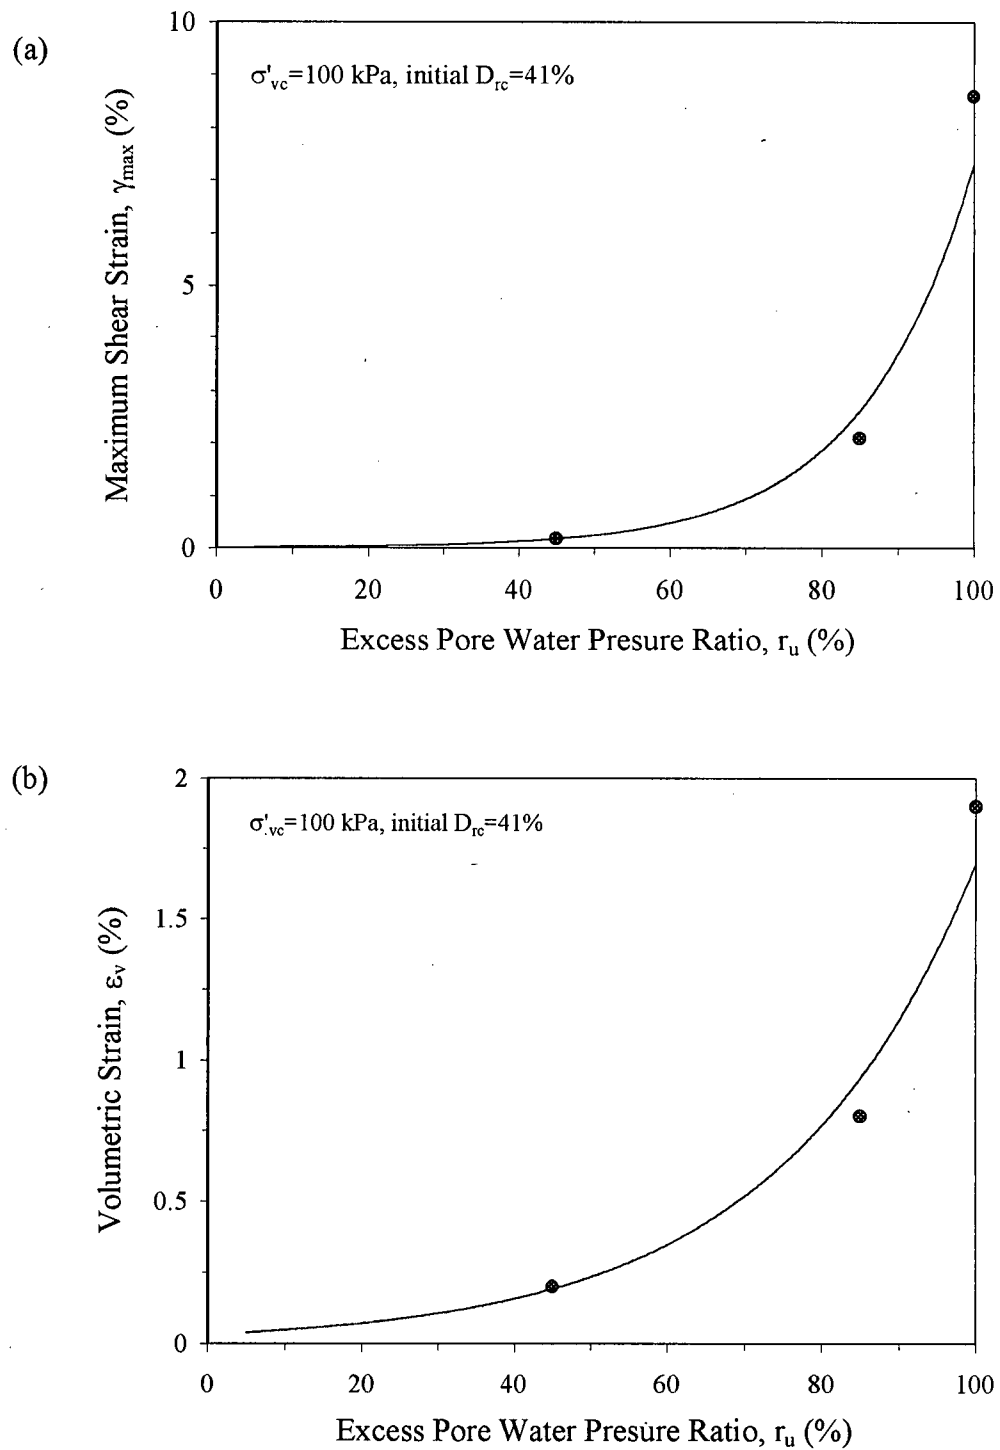 (a)
10
σ'vc=100 kPa, initial Drc=41%
Maximum Shear Strain, γmax (%)
5
0
0 20 40 60 80 100
Excess Pore Water Presure Ratio, ru (%)
(b)
2
σ'vc=100 kPa, initial Drc=41%
Volumetric Strain, εv (%)
1.5
1
0.5
0
0 20 40 60 80 100
Excess Pore Water Presure Ratio, ru (%)